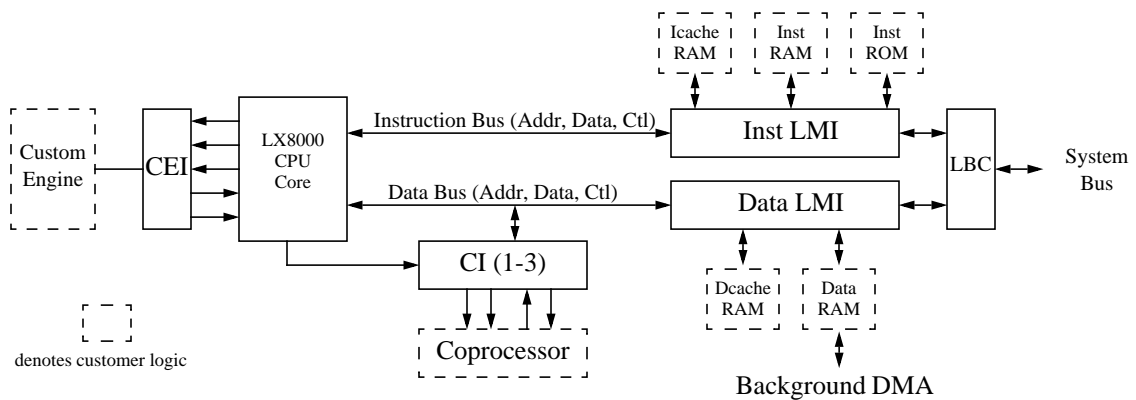 Icache
RAM
Inst
RAM
Inst
ROM
Custom
Engine
CEI
LX8000
CPU
Core
Instruction Bus (Addr, Data, Ctl)
Inst LMI
LBC
System
Bus
Data Bus (Addr, Data, Ctl)
Data LMI
CI (1-3)
Dcache
RAM
Data
RAM
denotes customer logic
Coprocessor
Background DMA